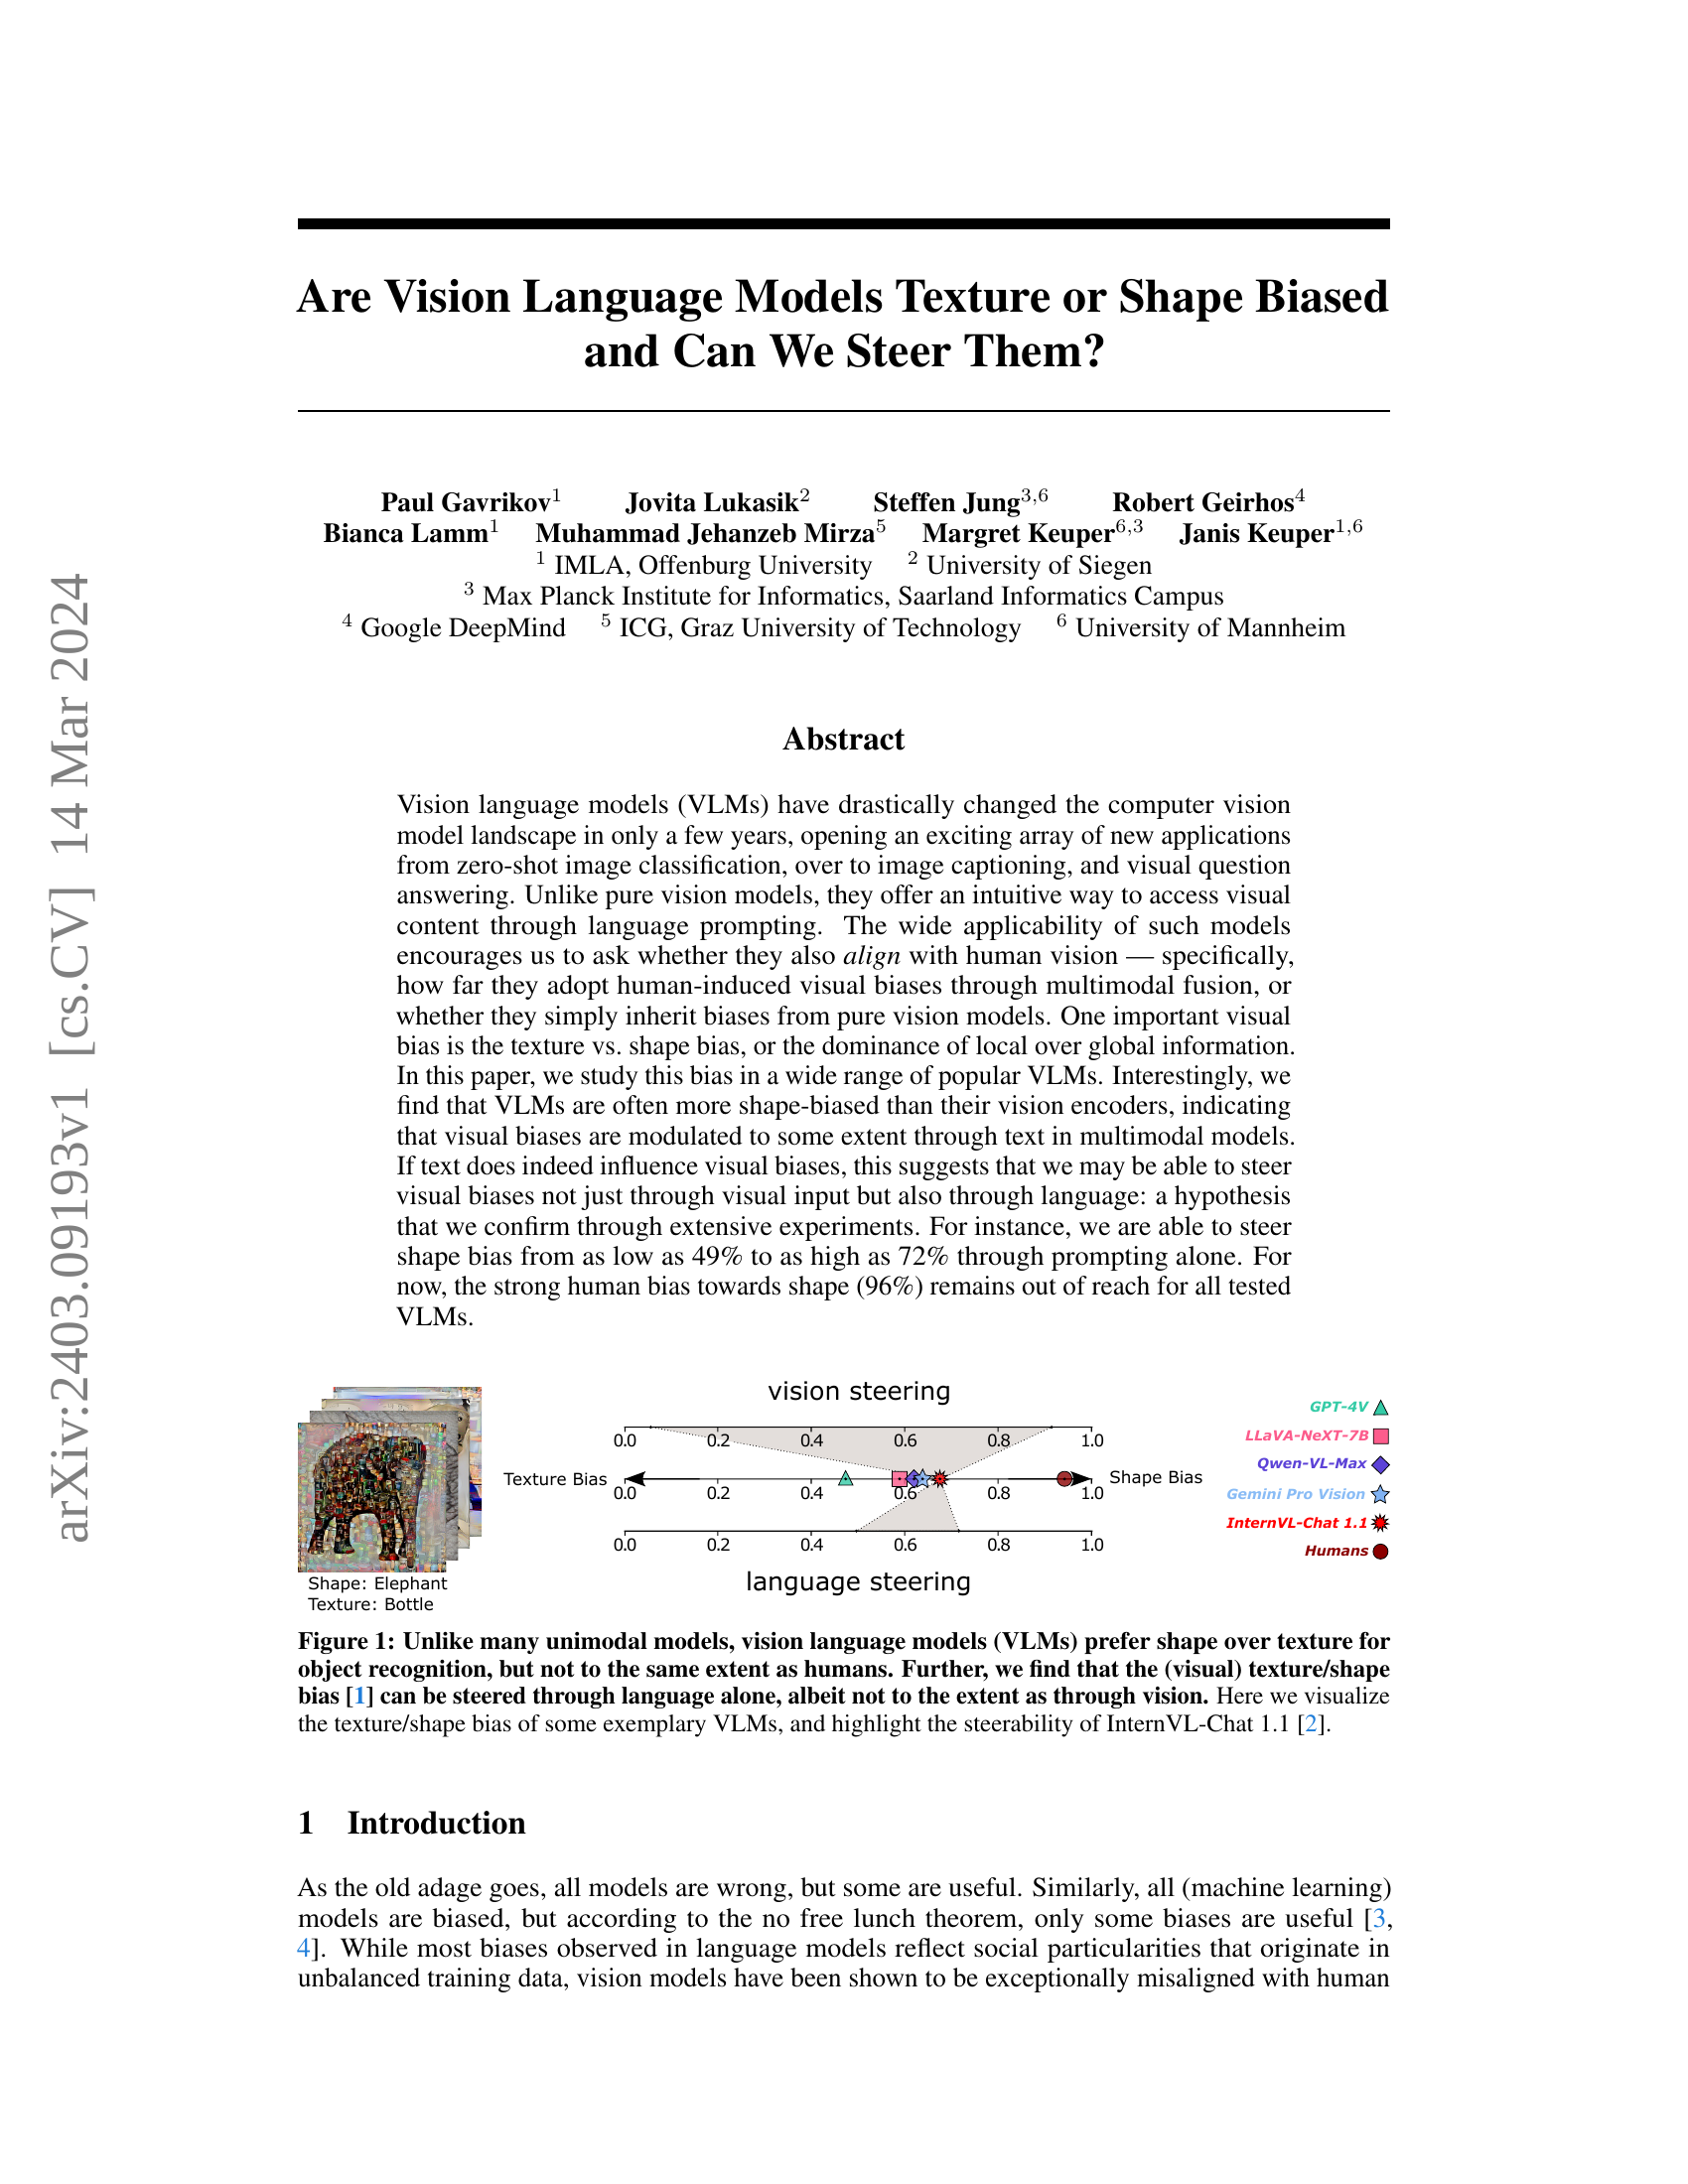 arXiv:2403.09193v1 [cs.CV] 14 Mar 2024
Are Vision Language Models Texture or Shape Biased
and Can We Steer Them?
Paul Gavrikov1 Jovita Lukasik2 Steffen Jung3,6 Robert Geirhos4
Bianca Lamm1 Muhammad Jehanzeb Mirza5 Margret Keuper6,3 Janis Keuper1,6
1 IMLA, Offenburg University 2 University of Siegen
3 Max Planck Institute for Informatics, Saarland Informatics Campus
4 Google DeepMind 5 ICG, Graz University of Technology 6 University of Mannheim
Abstract
Vision language models (VLMs) have drastically changed the computer vision
model landscape in only a few years, opening an exciting array of new applications
from zero-shot image classification, over to image captioning, and visual question
answering. Unlike pure vision models, they offer an intuitive way to access visual
content through language prompting. The wide applicability of such models
encourages us to ask whether they also align with human vision — specifically,
how far they adopt human-induced visual biases through multimodal fusion, or
whether they simply inherit biases from pure vision models. One important visual
bias is the texture vs. shape bias, or the dominance of local over global information.
In this paper, we study this bias in a wide range of popular VLMs. Interestingly, we
find that VLMs are often more shape-biased than their vision encoders, indicating
that visual biases are modulated to some extent through text in multimodal models.
If text does indeed influence visual biases, this suggests that we may be able to steer
visual biases not just through visual input but also through language: a hypothesis
that we confirm through extensive experiments. For instance, we are able to steer
shape bias from as low as 49% to as high as 72% through prompting alone. For
now, the strong human bias towards shape (96%) remains out of reach for all tested
VLMs.
Shape: Elephant
Texture: Bottle
vision steering
0.0 0.2 0.4 0.6 0.8 1.0
Texture Bias
Shape Bias
0.0 0.2 0.4 0.6 0.8 1.0
0.0 0.2 0.4 0.6 0.8 1.0
language steering
GPT-4V
LLaVA-NeXT-7B
Qwen-VL-Max
Gemini Pro Vision
InternVL-Chat 1.1
Humans
Figure 1: Unlike many unimodal models, vision language models (VLMs) prefer shape over texture for
object recognition, but not to the same extent as humans. Further, we find that the (visual) texture/shape
bias [1] can be steered through language alone, albeit not to the extent as through vision. Here we visualize
the texture/shape bias of some exemplary VLMs, and highlight the steerability of InternVL-Chat 1.1 [2].
1 Introduction
As the old adage goes, all models are wrong, but some are useful. Similarly, all (machine learning)
models are biased, but according to the no free lunch theorem, only some biases are useful [3,
4]. While most biases observed in language models reflect social particularities that originate in
unbalanced training data, vision models have been shown to be exceptionally misaligned with human